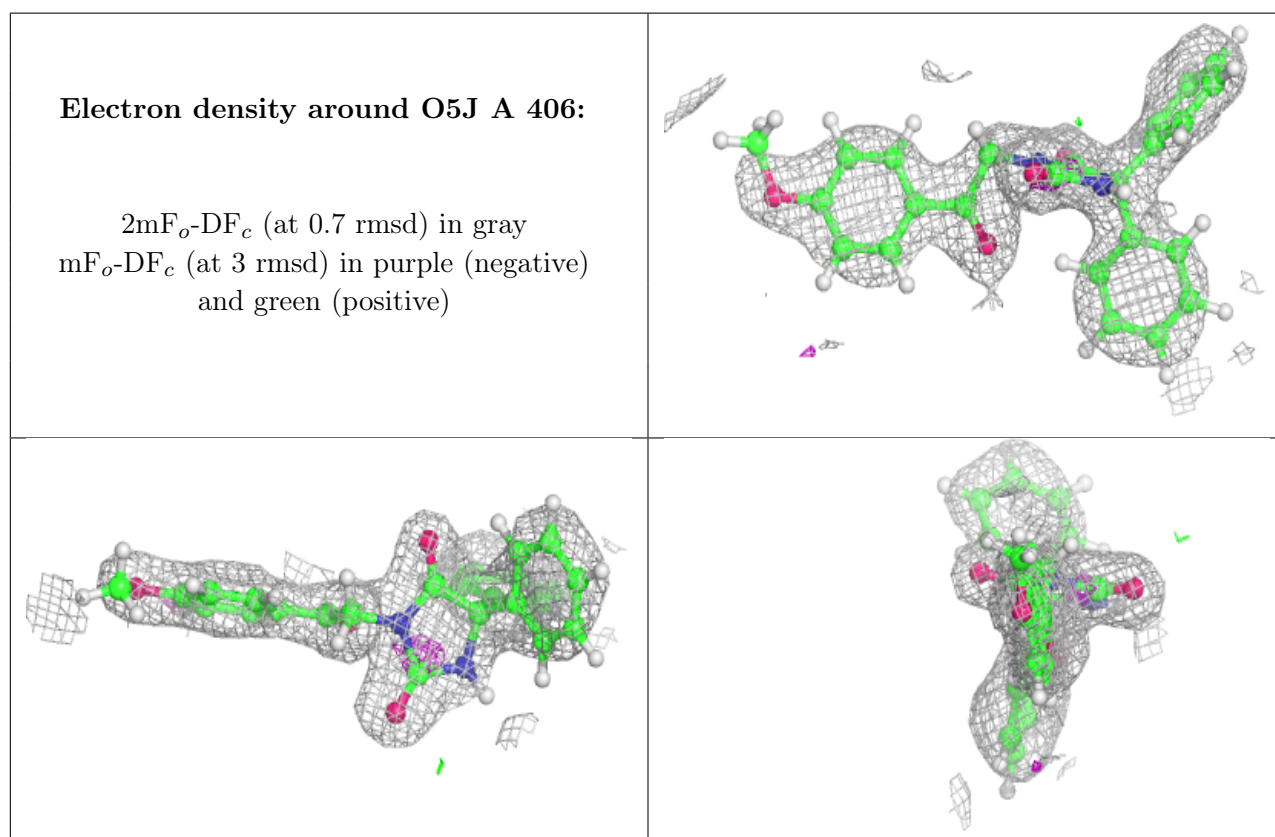 Electron density around O5J A 406:
2mFo-DFc (at 0.7 rmsd) in gray
mFo-DFc (at 3 rmsd) in purple (negative)
and green (positive)